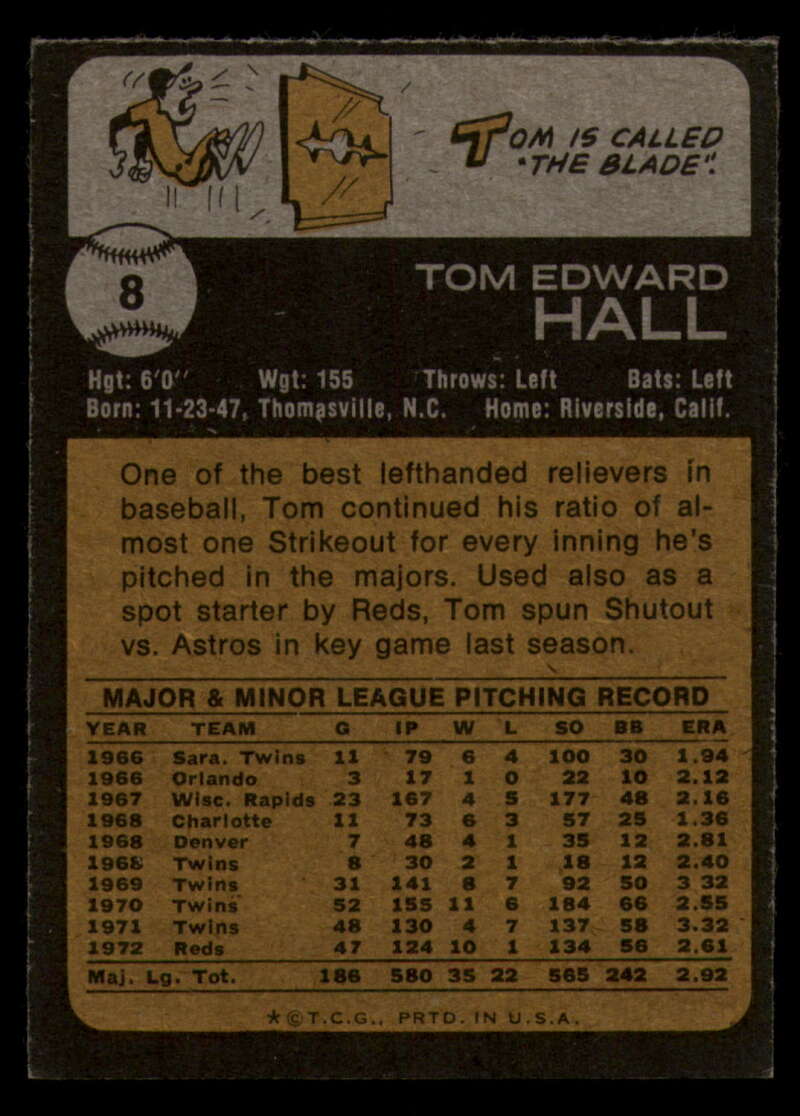 TOM IS CALLED
"THE BLADE".
8
TOM EDWARD
HALL
Hgt: 6'0" Wgt: 155 Throws: Left Bats: Left
Born: 11-23-47, Thomasville, N.C. Home: Riverside, Calif.
One of the best lefthanded relievers in
baseball, Tom continued his ratio of al-
most one Strikeout for every inning he's
pitched in the majors. Used also as a
spot starter by Reds, Tom spun Shutout
vs. Astros in key game last season.
MAJOR & MINOR LEAGUE PITCHING RECORD
YEAR TEAM G IP W L SO BB ERA
1966 Sara. Twins 11 79 6 4 100 30 1.94
1966 Orlando 3 17 1 0 22 10 2.12
1967 Wisc. Rapids 23 167 4 5 177 48 2.16
1968 Charlotte 11 73 6 3 57 25 1.36
1968 Denver 7 48 4 1 35 12 2.81
1968 Twins 8 30 2 1 18 12 2.40
1969 Twins 31 141 8 7 92 50 3 32
1970 Twins 52 155 11 6 184 66 2.55
1971 Twins 48 130 4 7 137 58 3.32
1972 Reds 47 124 10 1 134 56 2.61
Maj. Lg. Tot. 186 580 35 22 565 242 2.92
*©T.C.G., PRTD. IN U.S.A.